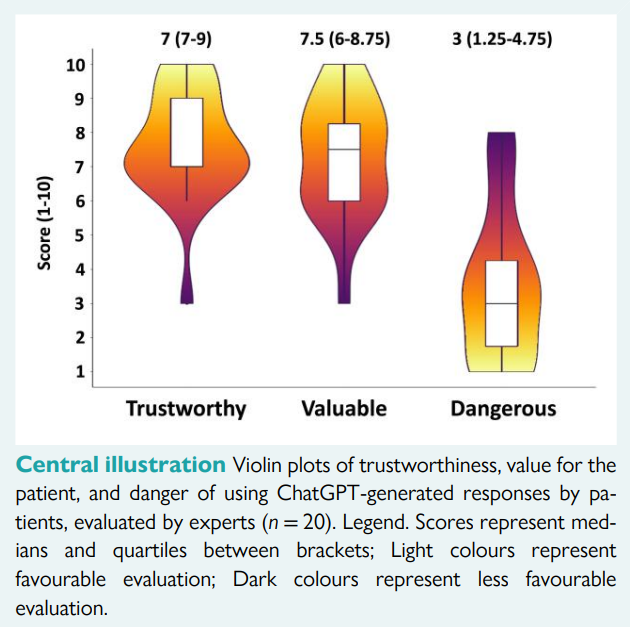 7 (7-9) 7.5 (6-8.75) 3 (1.25-4.75)
10
9
8
7
6
5
4
3
2
1
Score (1-10)
Trustworthy Valuable Dangerous
Central illustration Violin plots of trustworthiness, value for the
patient, and danger of using ChatGPT-generated responses by pa-
tients, evaluated by experts (n = 20). Legend. Scores represent med-
ians and quartiles between brackets; Light colours represent
favourable evaluation; Dark colours represent less favourable
evaluation.